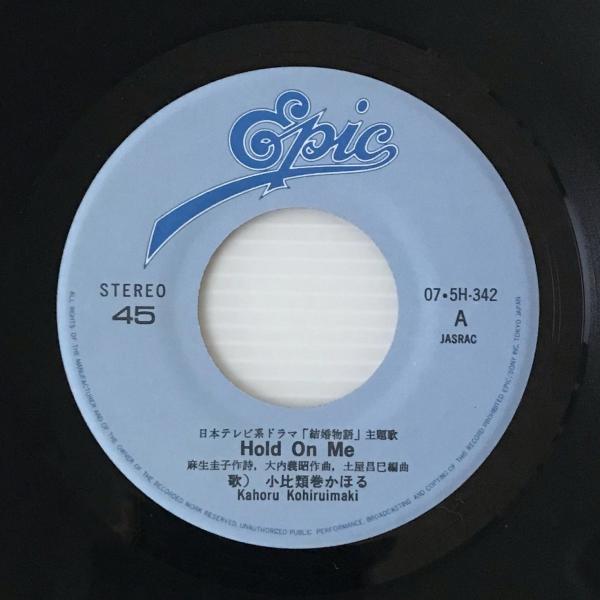 Epic
STEREO
45
07・5H-342
A
JASRAC
日本テレビ系ドラマ「結婚物語」主題歌
Hold On Me
麻生圭子作詩，大内義昭作曲，土屋昌巳編曲
歌） 小比類巻かほる
Kahoru Kohiruimaki
ALL RIGHTS OF THE MANUFACTURER AND OF THE OWNER OF THE RECORDED WORK RESERVED. UNAUTHORIZED PUBLIC PERFORMANCE, BROADCASTING AND COPYING OF THIS RECORD PROHIBITED EPIC/SONY INC. TOKYO JAPAN